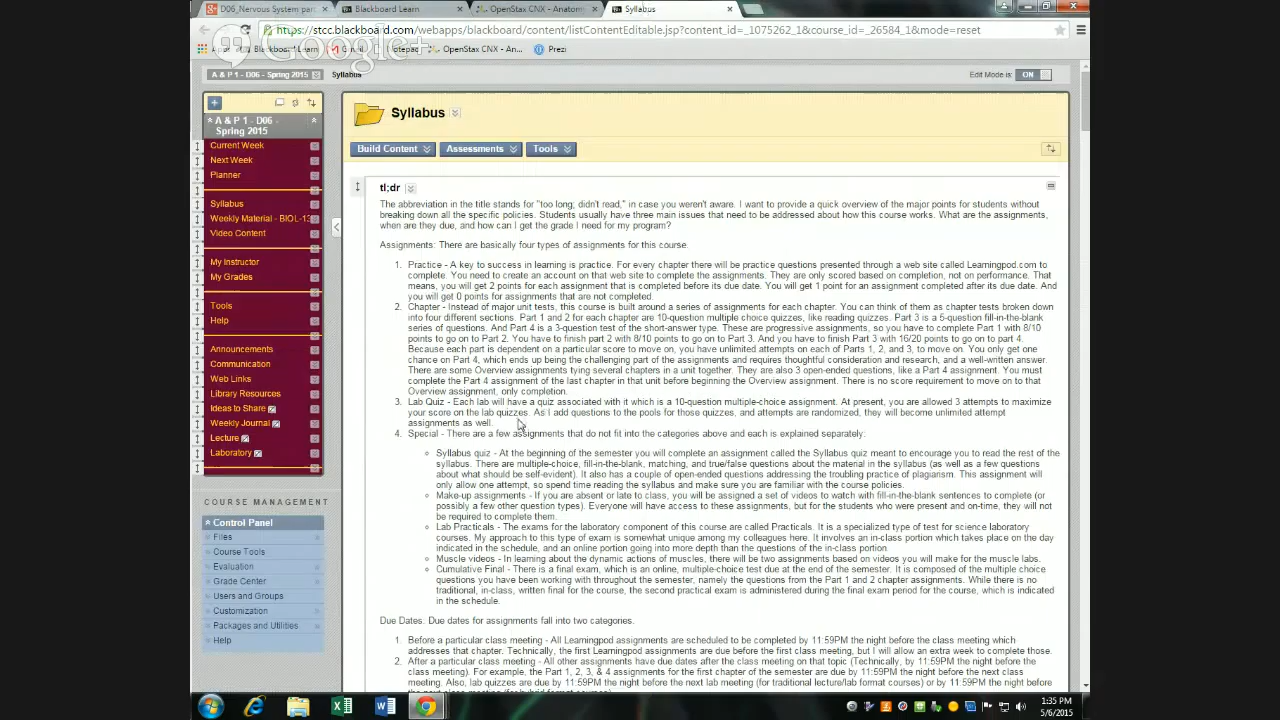 D06_Nervous System part
Blackboard Learn
OpenStax CNX - Anatom
Syllabus
https://stcc.blackboard.com/webapps/blackboard/content/listContentEditable.jsp?content_id=_1075262_1&course_id=_26584_1&mode=reset
Google+
Apps
Blackboard Learn
Gmail
Notepad
OpenStax CNX - An...
Prezi
A & P 1 - D06 - Spring 2015
Syllabus
Edit Mode is:
ON
A & P 1 - D06 -
Spring 2015
Current Week
Next Week
Planner
Syllabus
Weekly Material - BIOL-13
Video Content
My Instructor
My Grades
Tools
Help
Announcements
Communication
Web Links
Library Resources
Ideas to Share
Weekly Journal
Lecture
Laboratory
COURSE MANAGEMENT
Control Panel
Files
Course Tools
Evaluation
Grade Center
Users and Groups
Customization
Packages and Utilities
Help
Syllabus
Build Content
Assessments
Tools
tl;dr
The abbreviation in the title stands for "too long; didn't read," in case you weren't aware. I want to provide a quick overview of the major points for students without
breaking down all the specific policies. Students usually have three main issues that need to be addressed about how this course works. What are the assignments,
when are they due, and how can I get the grade I need for my program?
Assignments: There are basically four types of assignments for this course.
1. Practice - A key to success in learning is practice. For every chapter there will be practice questions presented through a web site called Learningpod.com to
complete. You need to create an account on that web site to complete the assignments. They are only scored based on completion, not on performance. That
means, you will get 2 points for each assignment that is completed before its due date. You will get 1 point for an assignment completed after its due date. And
you will get 0 points for assignments that are not completed.
2. Chapter - Instead of major unit tests, this course is built around a series of assignments for each chapter. You can think of them as chapter tests broken down
into four different sections. Part 1 and 2 for each chapter are 10-question multiple choice quizzes, like reading quizzes. Part 3 is a 5-question fill-in-the-blank
series of questions. And Part 4 is a 3-question test of the short-answer type. These are progressive assignments, so you have to complete Part 1 with 8/10
points to go on to Part 2. You have to finish part 2 with 8/10 points to go on to Part 3. And you have to finish Part 3 with 16/20 points to go on to part 4.
Because each part is dependent on a particular score to move on, you have unlimited attempts on each of Parts 1, 2, and 3, to move on. You only get one
chance on Part 4, which ends up being the challenging part of the assignments and requires thoughtful consideration and research, and a well-written answer.
There are some Overview assignments tying several chapters in a unit together. They are also 3 open-ended questions, like a Part 4 assignment. You must
complete the Part 4 assignment of the last chapter in that unit before beginning the Overview assignment. There is no score requirement to move on to that
Overview assignment, only completion.
3. Lab Quiz - Each lab will have a quiz associated with it which is a 10-question multiple-choice assignment. At present, you are allowed 3 attempts to maximize
your score on the lab quizzes. As I add questions to the pools for those quizzes, and attempts are randomized, they will become unlimited attempt
assignments as well.
4. Special - There are a few assignments that do not fit into the categories above and each is explained separately:
Syllabus quiz - At the beginning of the semester you will complete an assignment called the Syllabus quiz meant to encourage you to read the rest of the
syllabus. There are multiple-choice, fill-in-the-blank, matching, and true/false questions about the material in the syllabus (as well as a few questions
about what should be self-evident). It also has a couple of open-ended questions addressing the troubling practice of plagiarism. This assignment will
only allow one attempt, so spend time reading the syllabus and make sure you are familiar with the course policies.
Make-up assignments - If you are absent or late to class, you will be assigned a set of videos to watch with fill-in-the-blank sentences to complete (or
possibly a few other question types). Everyone will have access to these assignments, but for the students who were present and on-time, they will not
be required to complete them.
Lab Practicals - The exams for the laboratory component of this course are called Practicals. It is a specialized type of test for science laboratory
courses. My approach to this type of exam is somewhat unique among my colleagues here. It involves an in-class portion which takes place on the day
indicated in the schedule, and an online portion going into more depth than the questions of the in-class portion
Muscle videos - In learning about the dynamic actions of muscles, there will be two assignments based on videos you will make for the muscle labs.
Cumulative Final - There is a final exam, which is an online, multiple-choice test due at the end of the semester. It is composed of the multiple choice
questions you have been working with throughout the semester, namely the questions from the Part 1 and 2 chapter assignments. While there is no
traditional, in-class, written final for the course, the second practical exam is administered during the final exam period for the course, which is indicated
in the schedule.
Due Dates. Due dates for assignments fall into two categories.
1. Before a particular class meeting - All Learningpod assignments are scheduled to be completed by 11:59PM the night before the class meeting which
addresses that chapter. Technically, the first Learningpod assignments are due before the first class meeting, but I will allow an extra week to complete those.
2. After a particular class meeting - All other assignments have due dates after the class meeting on that topic (Technically, by 11:59PM the night before the
next class meeting). For example, the Part 1, 2, 3, & 4 assignments for the first chapter of the semester are due by 11:59PM the night before the next class
meeting. Also, lab quizzes are due by 11:59PM the night before the next lab meeting (for traditional lecture/lab format courses) or by 11:59PM the night before
1:35 PM
5/6/2015